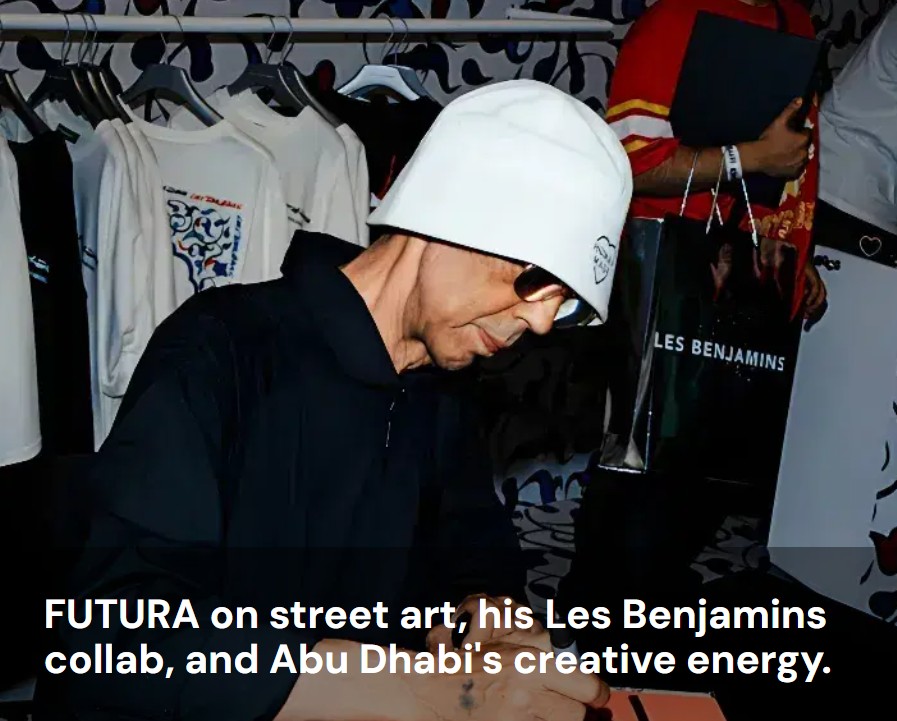 LES BENJAMINS
FUTURA on street art, his Les Benjamins
collab, and Abu Dhabi's creative energy.